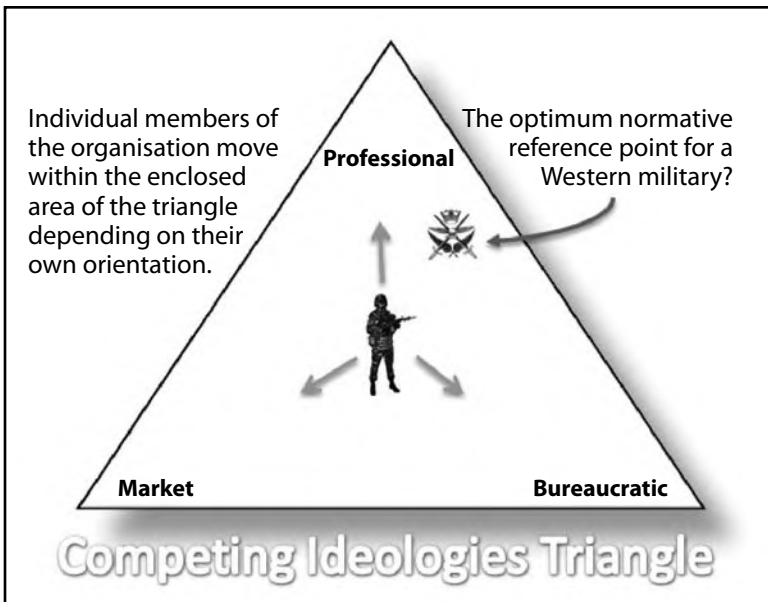 Individual members of
the organisation move
within the enclosed
area of the triangle
depending on their
own orientation.
The optimum normative
reference point for a
Western military?
Professional
Market
Bureaucratic
Competing Ideologies Triangle